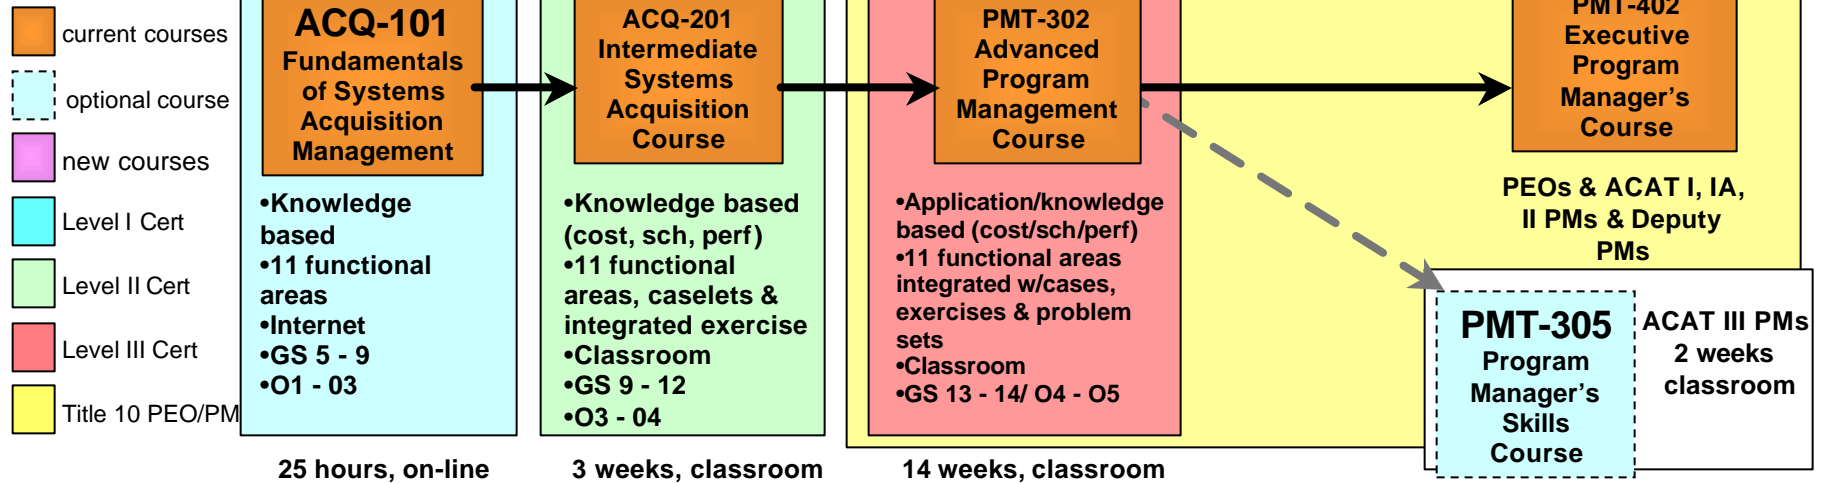 current courses
optional course
new courses
Level I Cert
Level II Cert
Level III Cert
Title 10 PEO/PM
ACQ-101
Fundamentals
of Systems
Acquisition
Management
•Knowledge
based
•11 functional
areas
•Internet
•GS 5 - 9
•O1 - 03
25 hours, on-line
ACQ-201
Intermediate
Systems
Acquisition
Course
•Knowledge based
(cost, sch, perf)
•11 functional
areas, caselets &
integrated exercise
•Classroom
•GS 9 - 12
•O3 - 04
3 weeks, classroom
PMT-302
Advanced
Program
Management
Course
•Application/knowledge
based (cost/sch/perf)
•11 functional areas
integrated w/cases,
exercises & problem
sets
•Classroom
•GS 13 - 14/ O4 - O5
14 weeks, classroom
PMT-402
Executive
Program
Manager’s
Course
PEOs & ACAT I, IA,
II PMs & Deputy
PMs
PMT-305
Program
Manager’s
Skills
Course
ACAT III PMs
2 weeks
classroom